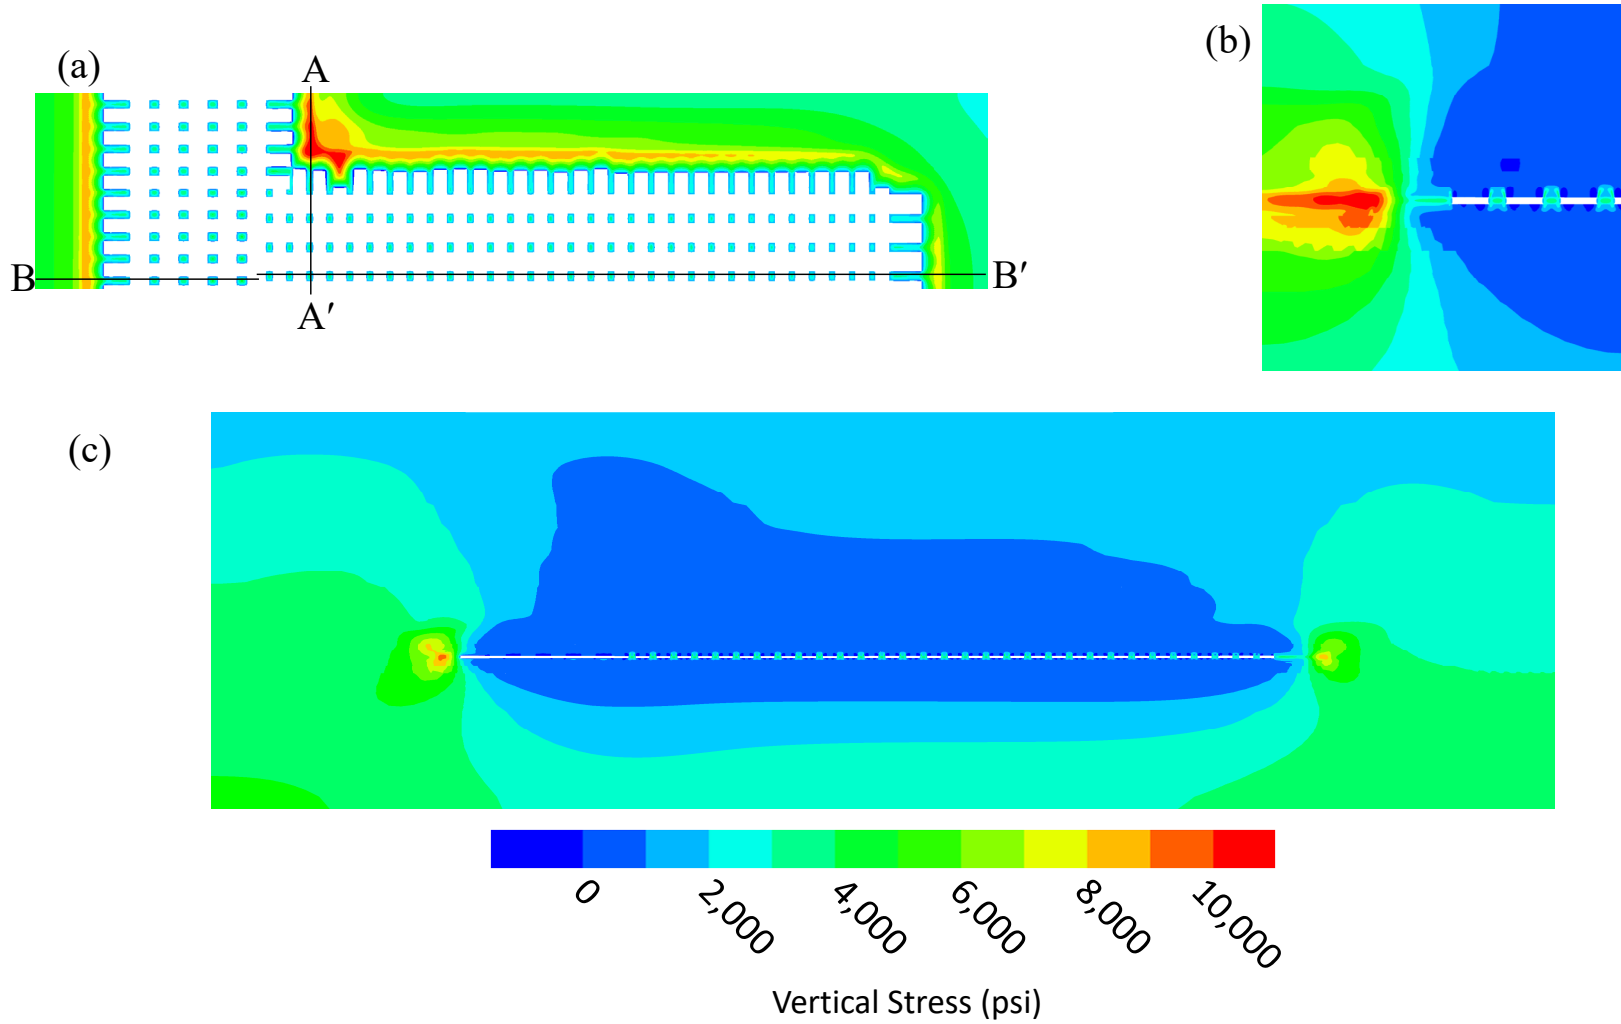 (a)
A
(b)
B
B′
A′
(c)
0
2,000
4,000
6,000
8,000
10,000
Vertical Stress (psi)